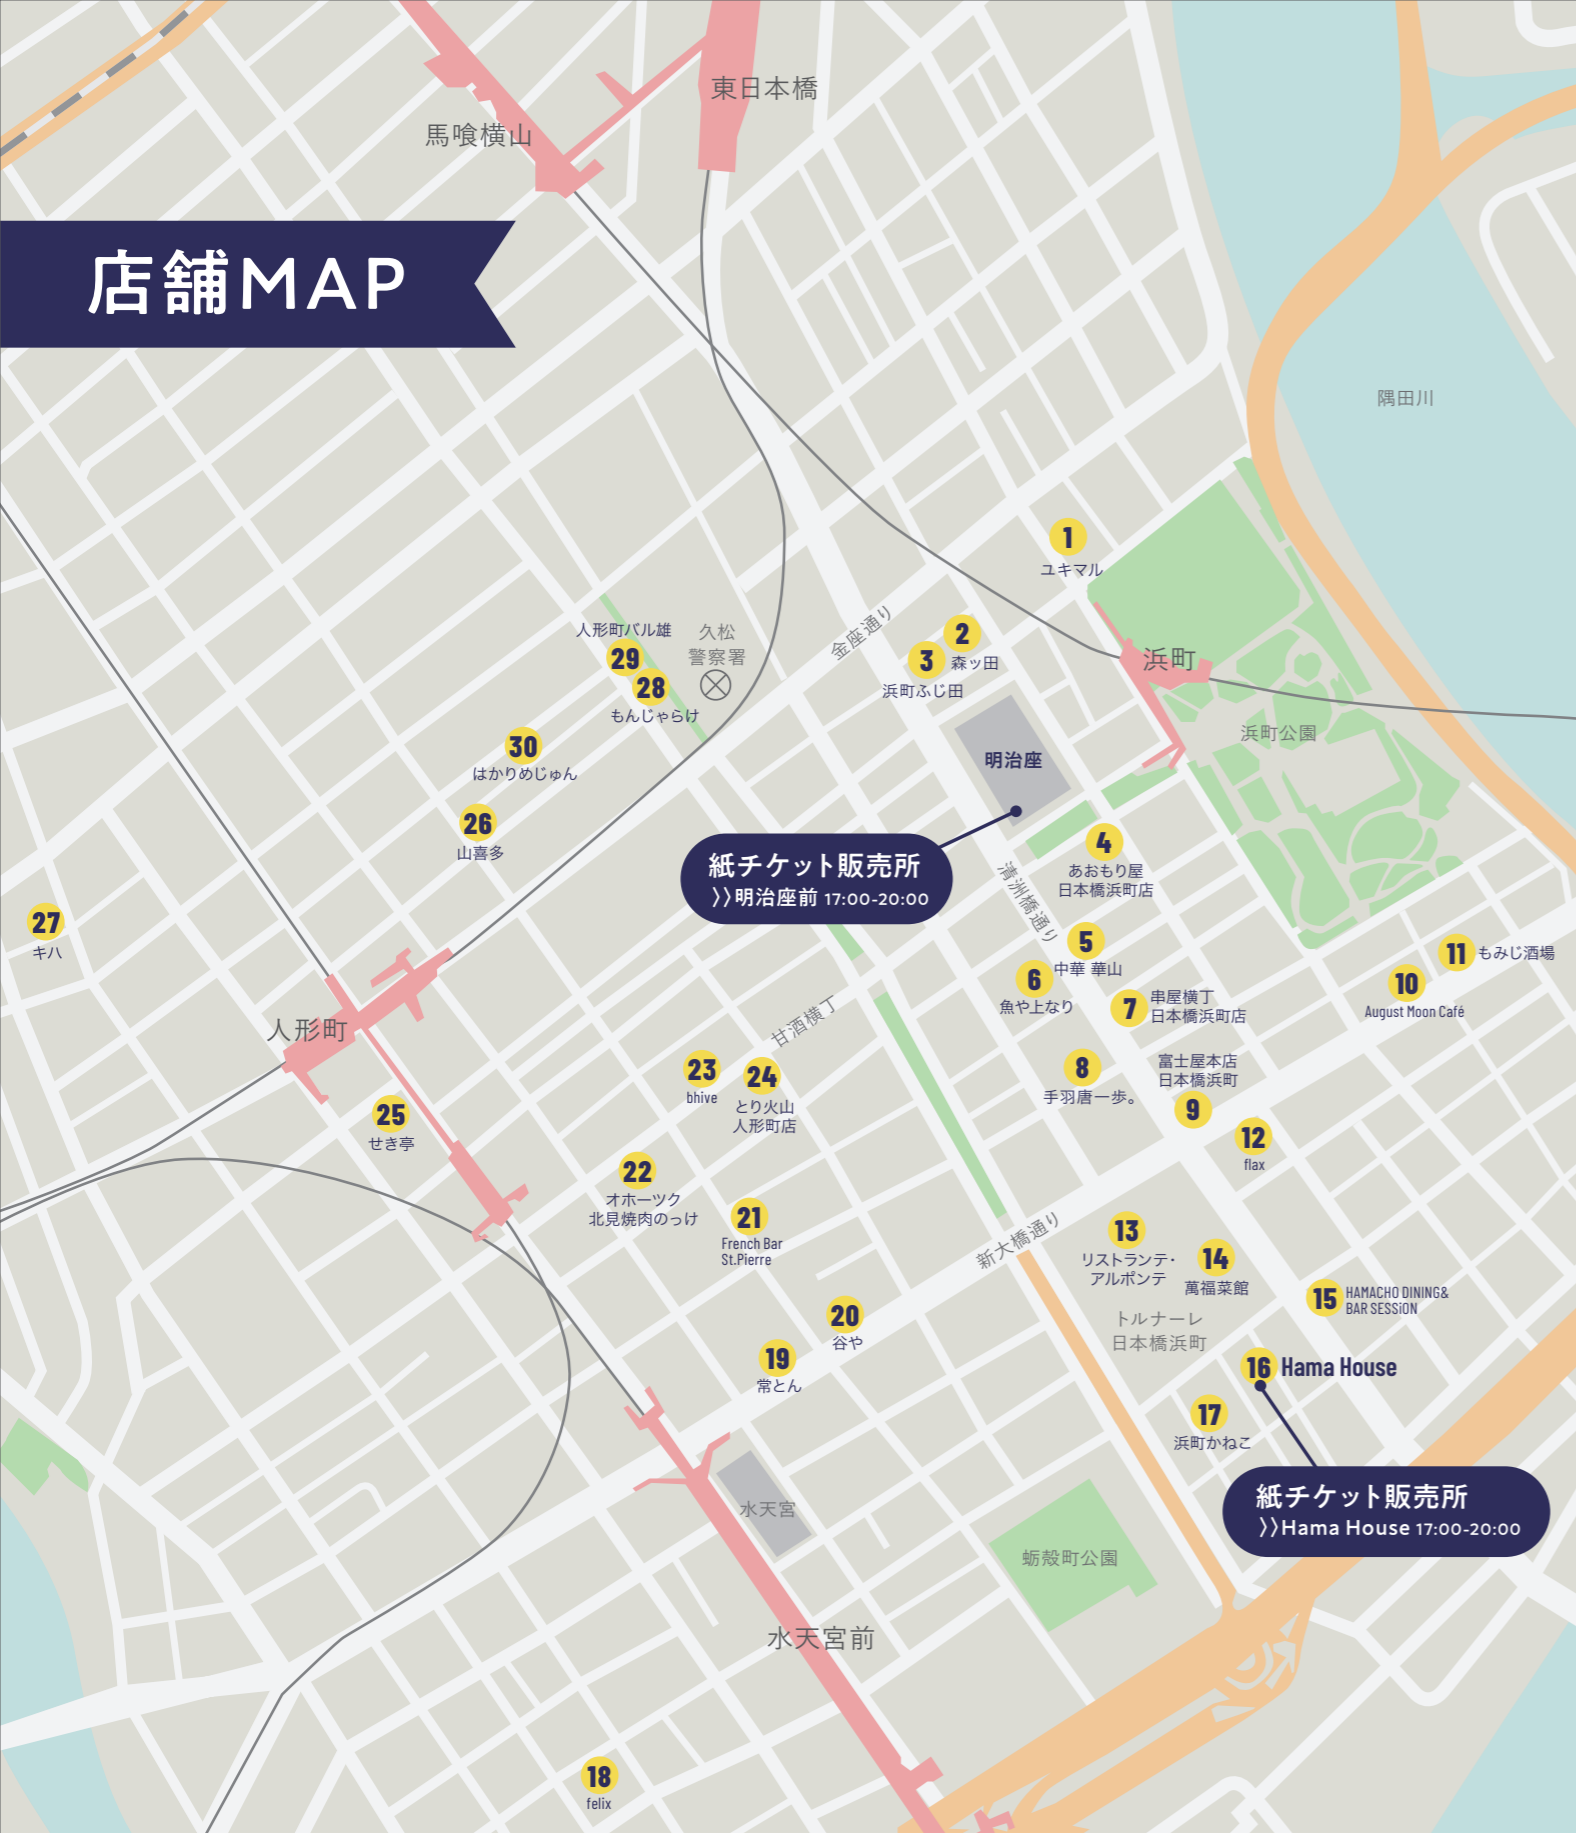 東日本橋
馬喰横山
店舗MAP
隅田川
1
ユキマル
金座通り
2
森ッ田
3
浜町ふじ田
浜町
浜町公園
人形町バル雄
29
28
もんじゃらけ
久松
警察署
30
はかりめじゅん
26
山喜多
27
キハ
明治座
紙チケット販売所
>>明治座前 17:00-20:00
清洲橋通り
4
あおもり屋
日本橋浜町店
5
中華 華山
6
魚や上なり
7
串屋横丁
日本橋浜町店
11
もみじ酒場
10
August Moon Café
人形町
甘酒横丁
23
bhive
24
とり火山
人形町店
8
手羽唐一歩。
富士屋本店
日本橋浜町
9
12
flax
25
せき亭
22
オホーツク
北見焼肉のっけ
21
French Bar
St.Pierre
新大橋通り
13
リストランテ・
アルポンテ
14
萬福菜館
15
HAMACHO DINING&
BAR SESSiON
トルナーレ
日本橋浜町
20
谷や
19
常とん
16
Hama House
17
浜町かねこ
紙チケット販売所
>>Hama House 17:00-20:00
水天宮
蛎殻町公園
水天宮前
18
felix